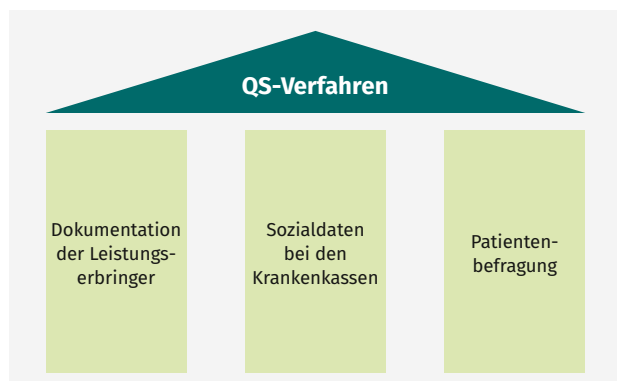 QS-Verfahren
Dokumentation
der Leistungs-
erbringer
Sozialdaten
bei den
Krankenkassen
Patienten-
befragung